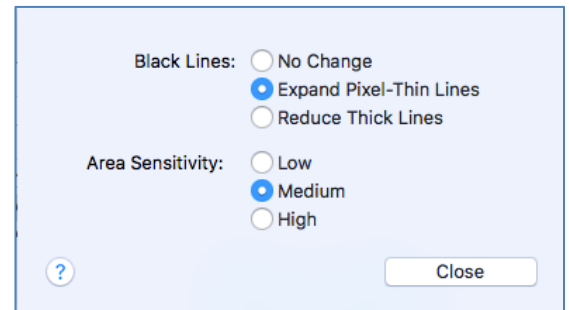 Black Lines: No Change
Expand Pixel-Thin Lines
Reduce Thick Lines
Area Sensitivity: Low
Medium
High
? Close